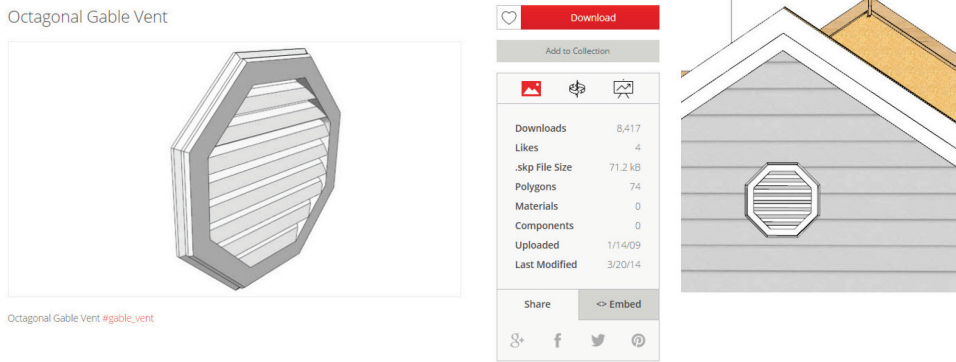 Octagonal Gable Vent
Octagonal Gable Vent #gable_vent
Download
Add to Collection
Downloads 8,417
Likes 4
.skp File Size 71.2 kB
Polygons 74
Materials 0
Components 0
Uploaded 1/14/09
Last Modified 3/20/14
Share <> Embed